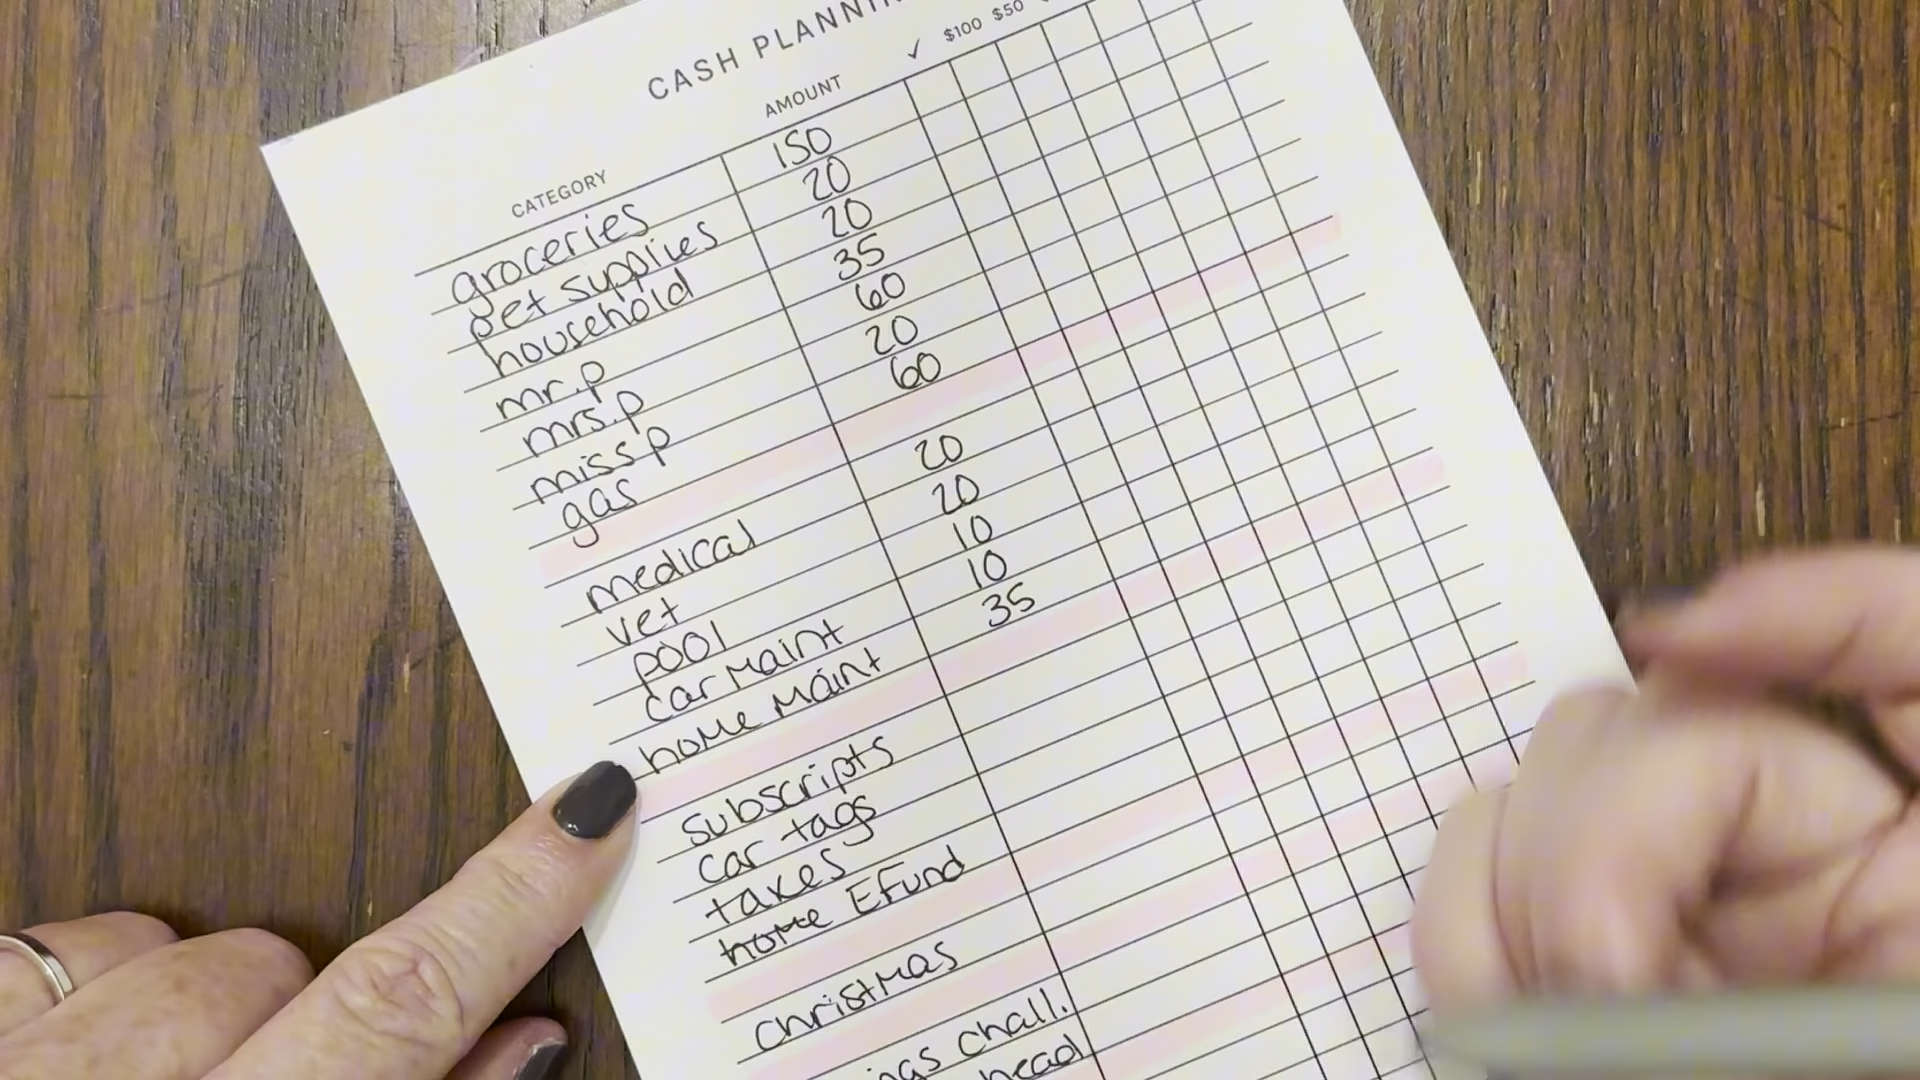 CASH PLANNIN
CATEGORY AMOUNT ✓ $100 $50
groceries 150
pet supplies 20
household 20
mr.p 35
mrs.p 60
miss p 20
gas 60
medical 20
vet 20
pool 10
car maint 10
home maint 35
subscripts
car tags
taxes
home EFund
christmas
ngs chall.
head